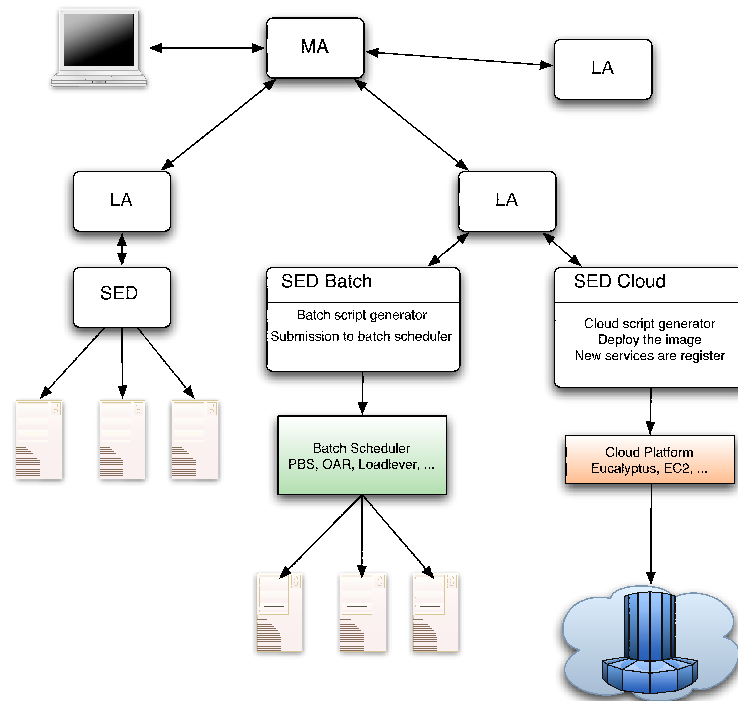 MA
LA
LA
LA
SED
SED Batch
Batch script generator
Submission to batch scheduler
SED Cloud
Cloud script generator
Deploy the image
New services are register
Batch Scheduler
PBS, OAR, Loadlever, ...
Cloud Platform
Eucalyptus, EC2, ...